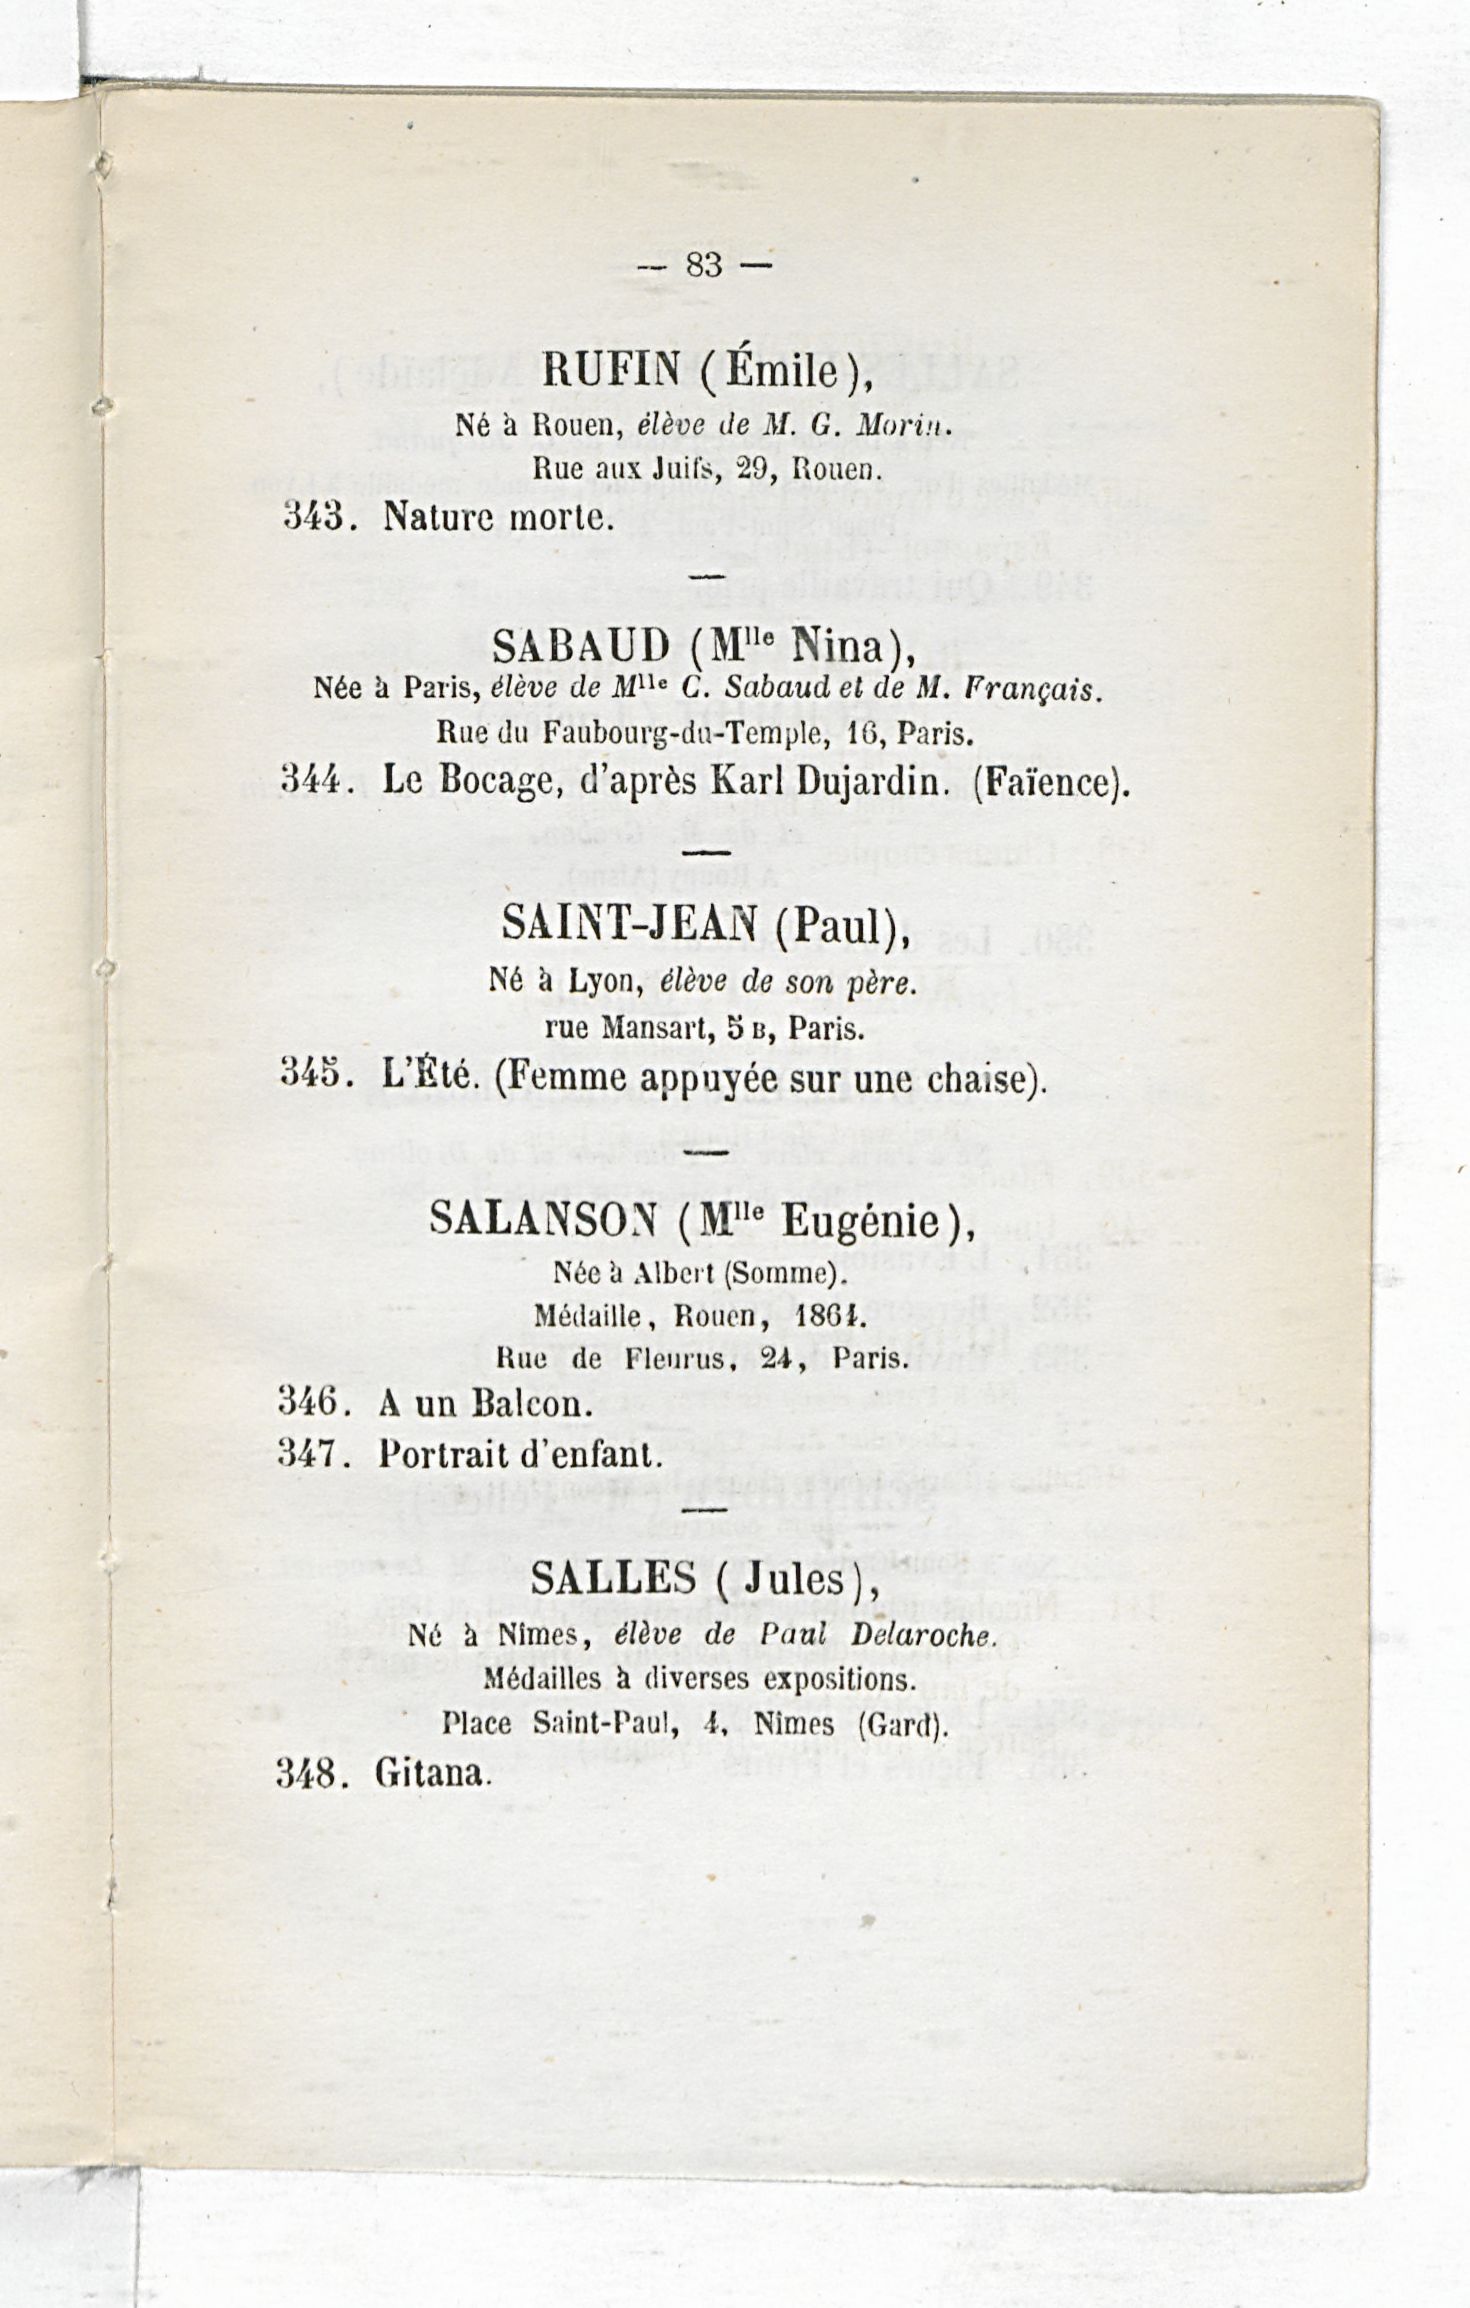 — 83 —
RUFIN (Émile),
Né à Rouen, élève de M. G. Morin.
Rue aux Juifs, 29, Rouen.
343. Nature morte.
—
SABAUD (Mlle Nina),
Née à Paris, élève de Mlle C. Sabaud et de M. Français.
Rue du Faubourg-du-Temple, 16, Paris.
344. Le Bocage, d'après Karl Dujardin. (Faïence).
—
SAINT-JEAN (Paul),
Né à Lyon, élève de son père.
rue Mansart, 5 B, Paris.
345. L'Été. (Femme appuyée sur une chaise).
—
SALANSON (Mlle Eugénie),
Née à Albert (Somme).
Médaille, Rouen, 1864.
Rue de Fleurus, 24, Paris.
346. A un Balcon.
347. Portrait d'enfant.
—
SALLES (Jules),
Né à Nîmes, élève de Paul Delaroche.
Médailles à diverses expositions.
Place Saint-Paul, 4, Nîmes (Gard).
348. Gitana.